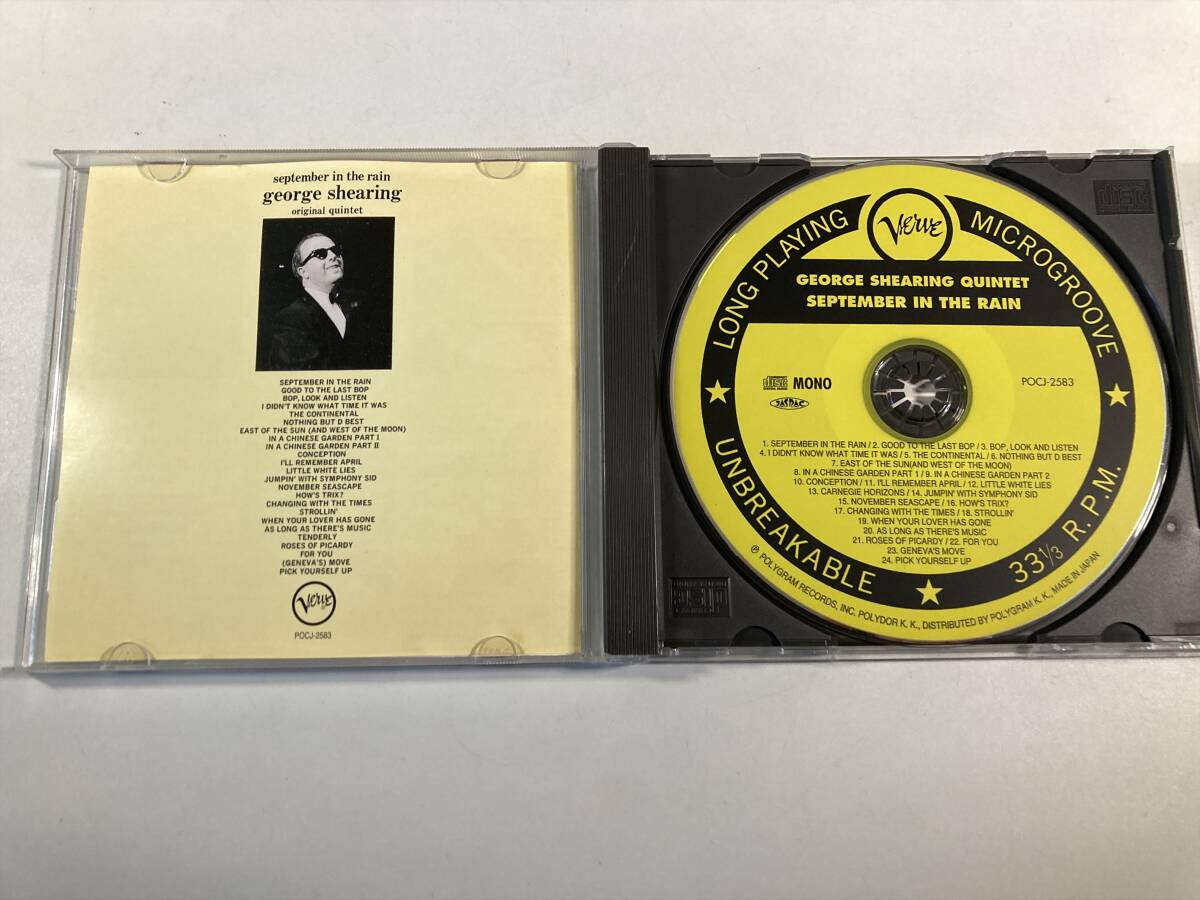 september in the rain
george shearing
original quintet
SEPTEMBER IN THE RAIN
GOOD TO THE LAST BOP
BOP, LOOK AND LISTEN
I DIDN'T KNOW WHAT TIME IT WAS
THE CONTINENTAL
NOTHING BUT D BEST
EAST OF THE SUN (AND WEST OF THE MOON)
IN A CHINESE GARDEN PART I
IN A CHINESE GARDEN PART II
CONCEPTION
I'LL REMEMBER APRIL
LITTLE WHITE LIES
JUMPIN' WITH SYMPHONY SID
NOVEMBER SEASCAPE
HOW'S TRIX?
CHANGING WITH THE TIMES
STROLLIN'
WHEN YOUR LOVER HAS GONE
AS LONG AS THERE'S MUSIC
TENDERLY
ROSES OF PICARDY
FOR YOU
(GENEVA'S) MOVE
PICK YOURSELF UP
Verve
POCJ-2583
Verve
LONG PLAYING
MICROGROOVE
GEORGE SHEARING QUINTET
SEPTEMBER IN THE RAIN
disc MONO
JASRAC
POCJ-2583
1. SEPTEMBER IN THE RAIN / 2. GOOD TO THE LAST BOP / 3. BOP, LOOK AND LISTEN
4. I DIDN'T KNOW WHAT TIME IT WAS / 5. THE CONTINENTAL / 6. NOTHING BUT D BEST
7. EAST OF THE SUN(AND WEST OF THE MOON)
8. IN A CHINESE GARDEN PART 1 / 9. IN A CHINESE GARDEN PART 2
10. CONCEPTION / 11. I'LL REMEMBER APRIL / 12. LITTLE WHITE LIES
13. CARNEGIE HORIZONS / 14. JUMPIN' WITH SYMPHONY SID
15. NOVEMBER SEASCAPE / 16. HOW'S TRIX?
17. CHANGING WITH THE TIMES / 18. STROLLIN'
19. WHEN YOUR LOVER HAS GONE
20. AS LONG AS THERE'S MUSIC
21. ROSES OF PICARDY / 22. FOR YOU
23. GENEVA'S MOVE
24. PICK YOURSELF UP
UNBREAKABLE
33 1/3 R.P.M.
℗ POLYGRAM RECORDS, INC. POLYDOR K. K., DISTRIBUTED BY POLYGRAM K. K., MADE IN JAPAN
disc
disc